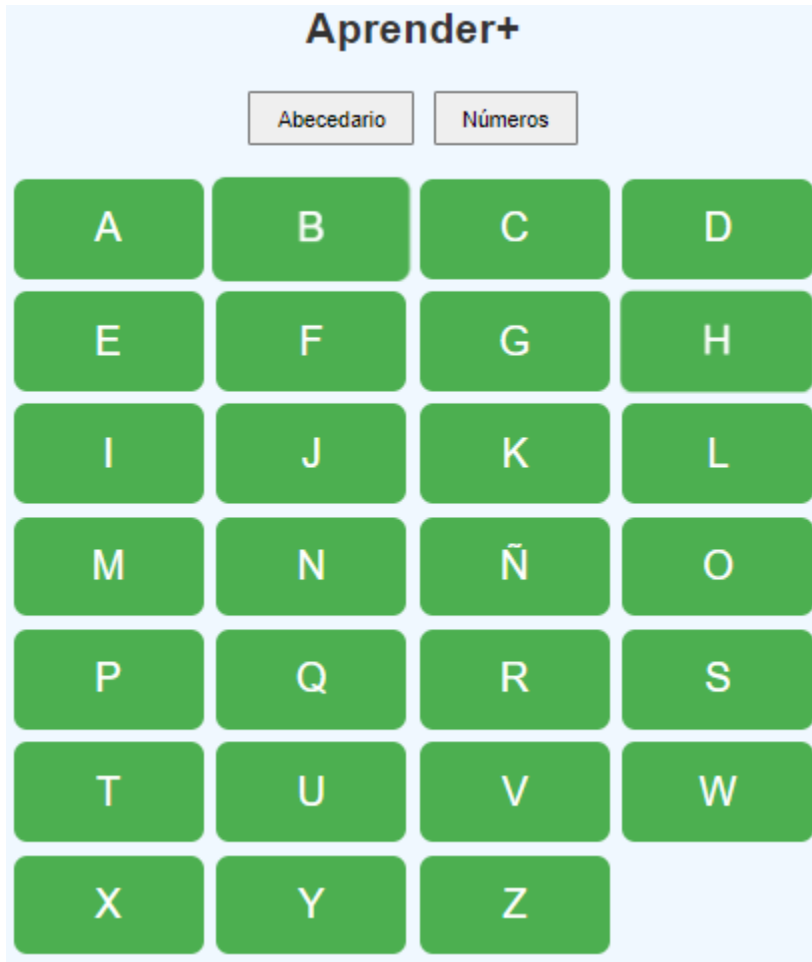 Aprender+
Abecedario Números
A B C D
E F G H
I J K L
M N Ñ O
P Q R S
T U V W
X Y Z